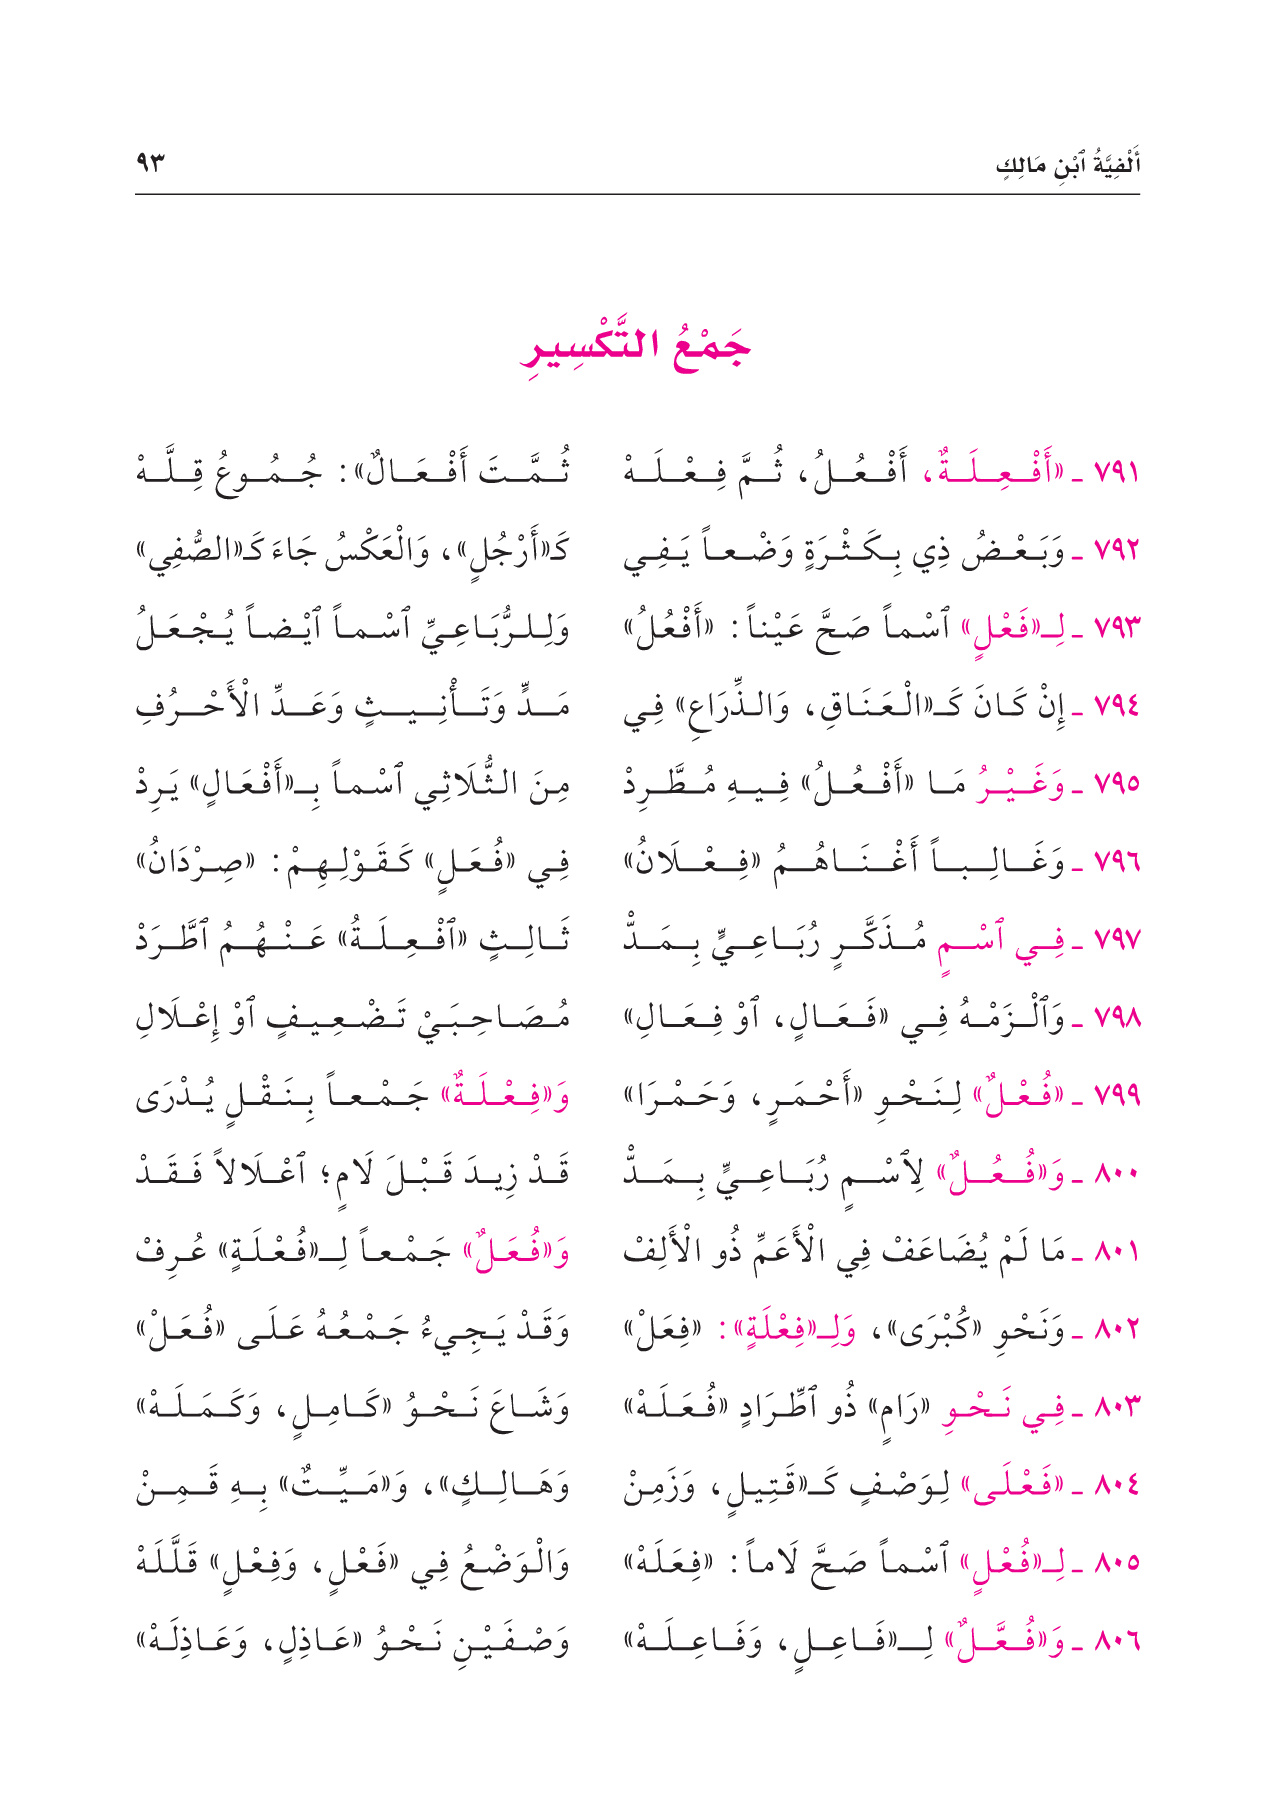 أَلْفِيَّةُ ٱبْنِ مَالِكٍ ٩٣
جَمْعُ التَّكْسِيرِ
٧٩١ ـ «أَفْعِلَةٌ، أَفْعُلُ، ثُمَّ فِعْلَهْ ثُمَّتَ أَفْعَالٌ»: جُمُوعُ قِلَّهْ
٧٩٢ ـ وَبَعْضُ ذِي بِكَثْرَةٍ وَضْعاً يَفِي كَـ«أَرْجُلٍ»، وَالْعَكْسُ جَاءَ كَـ«الصُّفِي»
٧٩٣ ـ لِـ«فَعْلٍ» ٱسْماً صَحَّ عَيْناً: «أَفْعُلُ» وَلِلرُّبَاعِيِّ ٱسْماً ٱيْضاً يُجْعَلُ
٧٩٤ ـ إِنْ كَانَ كَـ«الْعَنَاقِ، وَالذِّرَاعِ» فِي مَدٍّ وَتَأْنِيثٍ وَعَدِّ الْأَحْرُفِ
٧٩٥ ـ وَغَيْرُ مَا «أَفْعُلُ» فِيهِ مُطَّرِدْ مِنَ الثُّلَاثِي ٱسْماً بِـ«أَفْعَالٍ» يَرِدْ
٧٩٦ ـ وَغَالِباً أَغْنَاهُمُ «فِعْلَانُ» فِي «فُعَلٍ» كَقَوْلِهِمْ: «صِرْدَانُ»
٧٩٧ ـ فِي ٱسْمٍ مُذَكَّرٍ رُبَاعِيٍّ بِمَدّْ ثَالِثٍ «ٱفْعِلَةُ» عَنْهُمُ ٱطَّرَدْ
٧٩٨ ـ وَٱلْزَمْهُ فِي «فَعَالٍ، ٱوْ فِعَالِ» مُصَاحِبَيْ تَضْعِيفٍ ٱوْ إِعْلَالِ
٧٩٩ ـ «فُعْلٌ» لِنَحْوِ «أَحْمَرٍ، وَحَمْرَا» وَ«فِعْلَةٌ» جَمْعاً بِنَقْلٍ يُدْرَى
٨٠٠ ـ وَ«فُعُلٌ» لِٱسْمٍ رُبَاعِيٍّ بِمَدّْ قَدْ زِيدَ قَبْلَ لَامٍ؛ ٱعْلَالاً فَقَدْ
٨٠١ ـ مَا لَمْ يُضَاعَفْ فِي الْأَعَمِّ ذُو الْأَلِفْ وَ«فُعَلٌ» جَمْعاً لِـ«فُعْلَةٍ» عُرِفْ
٨٠٢ ـ وَنَحْوِ «كُبْرَى»، وَلِـ«فِعْلَةٍ»: «فِعَلْ» وَقَدْ يَجِيءُ جَمْعُهُ عَلَى «فُعَلْ»
٨٠٣ ـ فِي نَحْوِ «رَامٍ» ذُو ٱطِّرَادٍ «فُعَلَهْ» وَشَاعَ نَحْوُ «كَامِلٍ، وَكَمَلَهْ»
٨٠٤ ـ «فَعْلَى» لِوَصْفٍ كَـ«قَتِيلٍ، وَزَمِنْ وَهَالِكٍ»، وَ«مَيِّتٌ» بِهِ قَمِنْ
٨٠٥ ـ لِـ«فُعْلٍ» ٱسْماً صَحَّ لَاماً: «فِعَلَهْ» وَالْوَضْعُ فِي «فَعْلٍ، وَفِعْلٍ» قَلَّلَهْ
٨٠٦ ـ وَ«فُعَّلٌ» لِـ«فَاعِلٍ، وَفَاعِلَهْ» وَصْفَيْنِ نَحْوُ «عَاذِلٍ، وَعَاذِلَهْ»